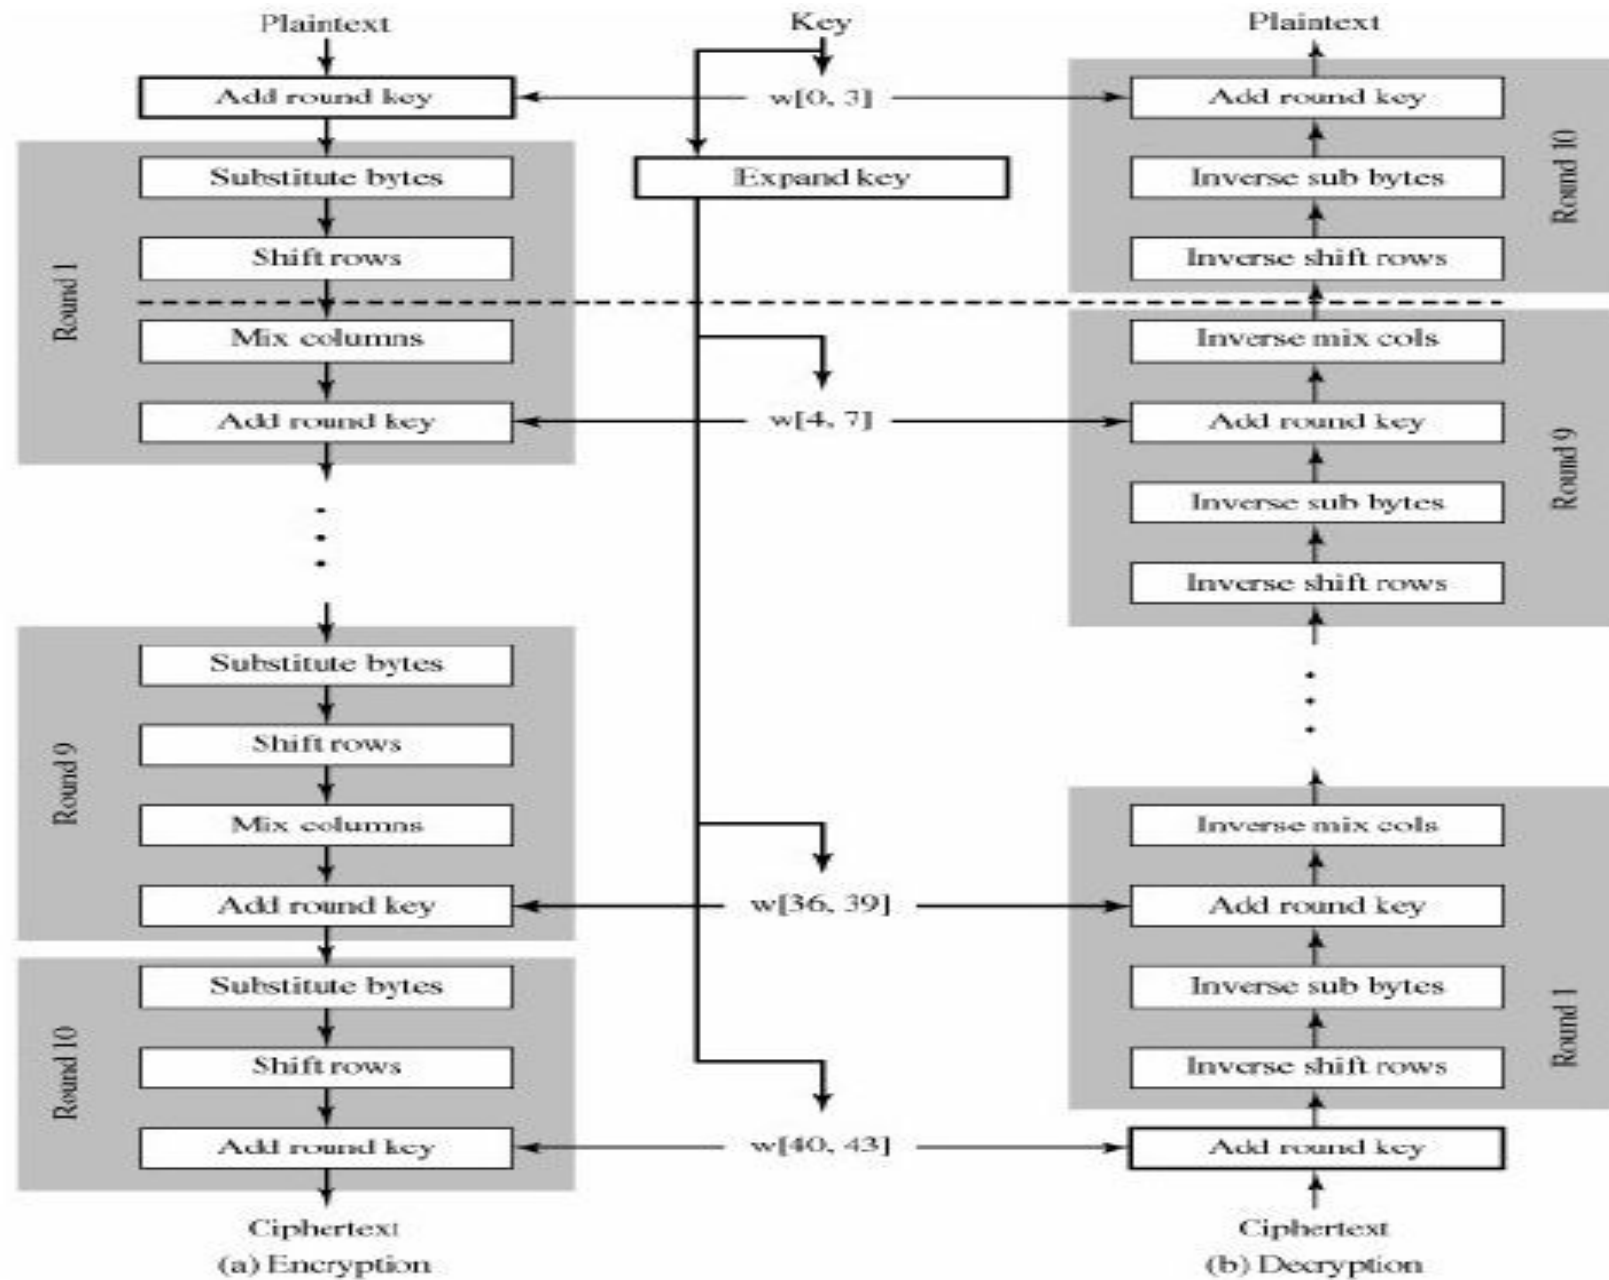 Plaintext
Add round key
Round 1
Substitute bytes
Shift rows
Mix columns
Add round key
Round 9
Substitute bytes
Shift rows
Mix columns
Add round key
Round 10
Substitute bytes
Shift rows
Add round key
Ciphertext
(a) Encryption
Key
w[0, 3]
Expand key
w[4, 7]
w[36, 39]
w[40, 43]
Plaintext
Add round key
Inverse sub bytes
Inverse shift rows
Round 10
Inverse mix cols
Add round key
Inverse sub bytes
Inverse shift rows
Round 9
Inverse mix cols
Add round key
Inverse sub bytes
Inverse shift rows
Round 1
Add round key
Ciphertext
(b) Decryption